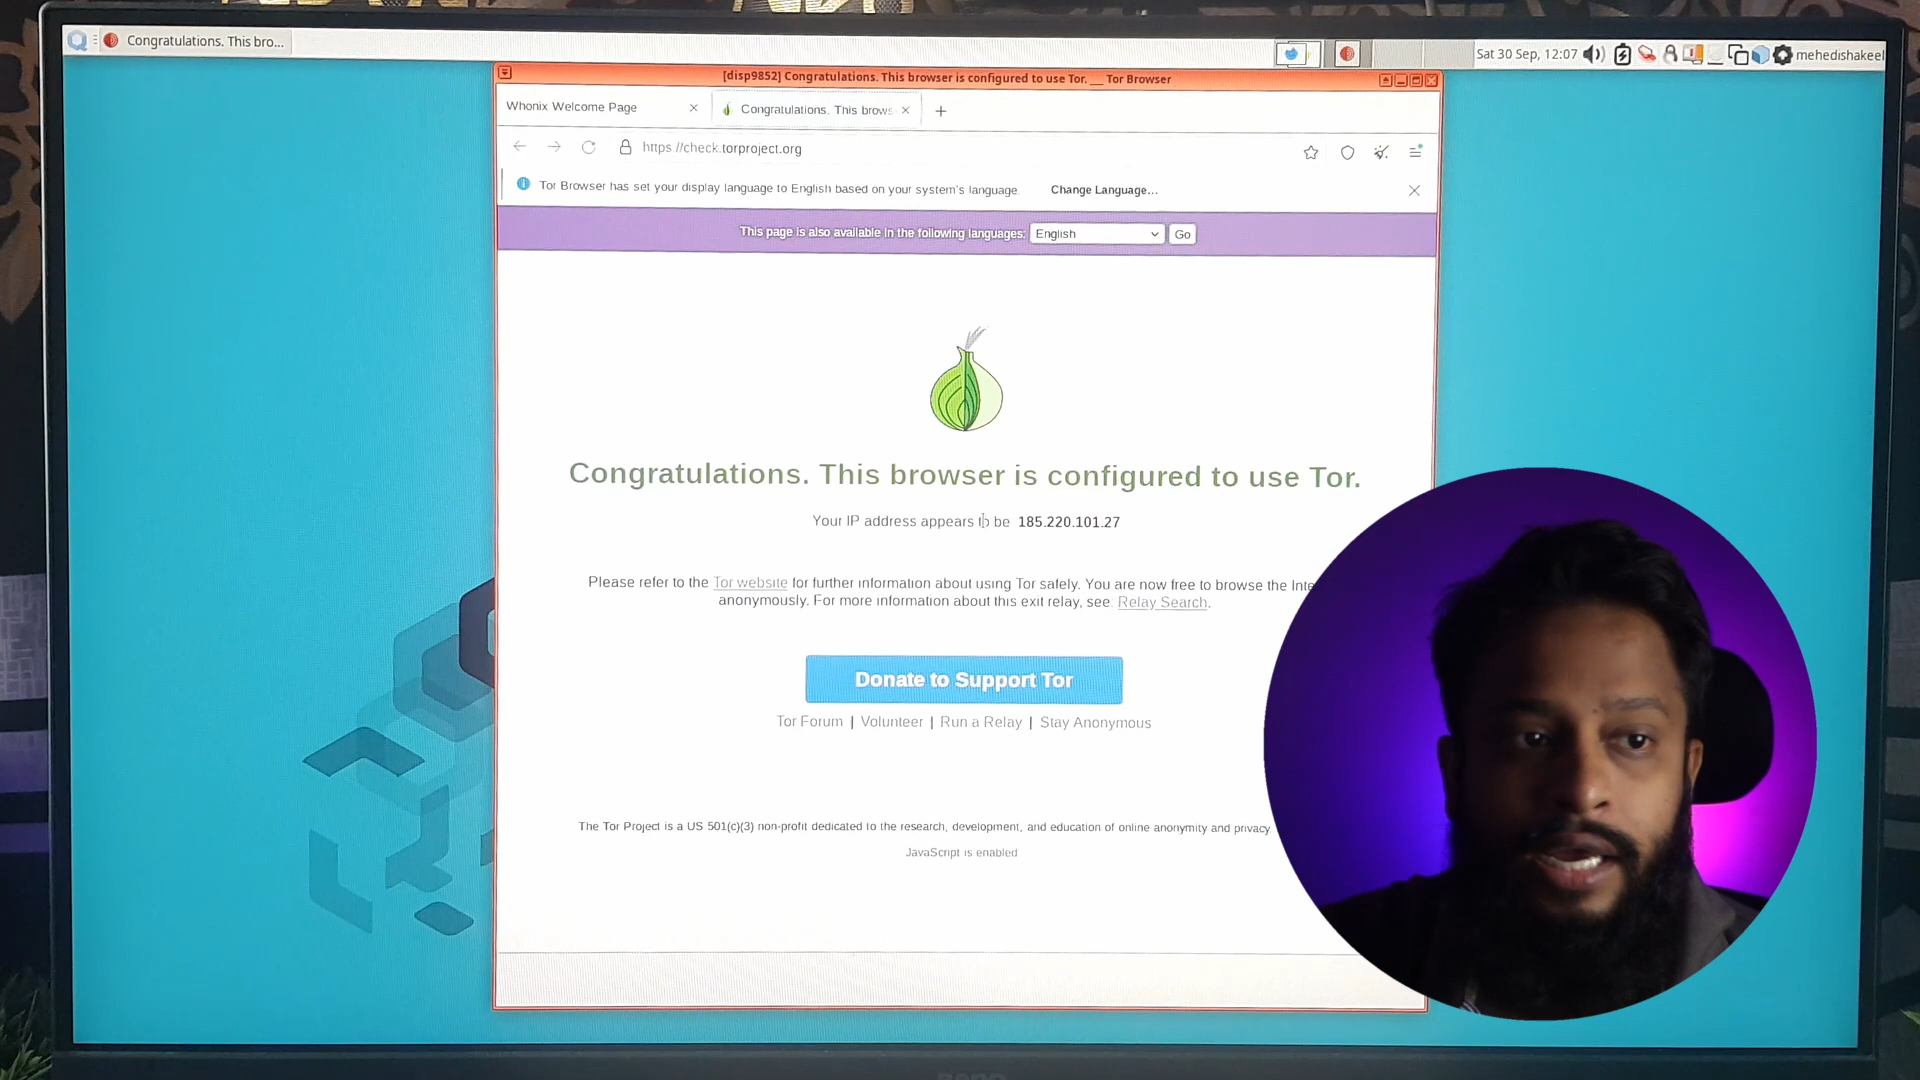 Congratulations. This bro...
Sat 30 Sep, 12:07
mehedishakeel
[disp9852] Congratulations. This browser is configured to use Tor. __ Tor Browser
Whonix Welcome Page
Congratulations. This brows
https://check.torproject.org
Tor Browser has set your display language to English based on your system's language.
Change Language...
This page is also available in the following languages:
English
Go
Congratulations. This browser is configured to use Tor.
Your IP address appears to be 185.220.101.27
Please refer to the Tor website for further information about using Tor safely. You are now free to browse the Inte
anonymously. For more information about this exit relay, see: Relay Search.
Donate to Support Tor
Tor Forum | Volunteer | Run a Relay | Stay Anonymous
The Tor Project is a US 501(c)(3) non-profit dedicated to the research, development, and education of online anonymity and privacy.
JavaScript is enabled